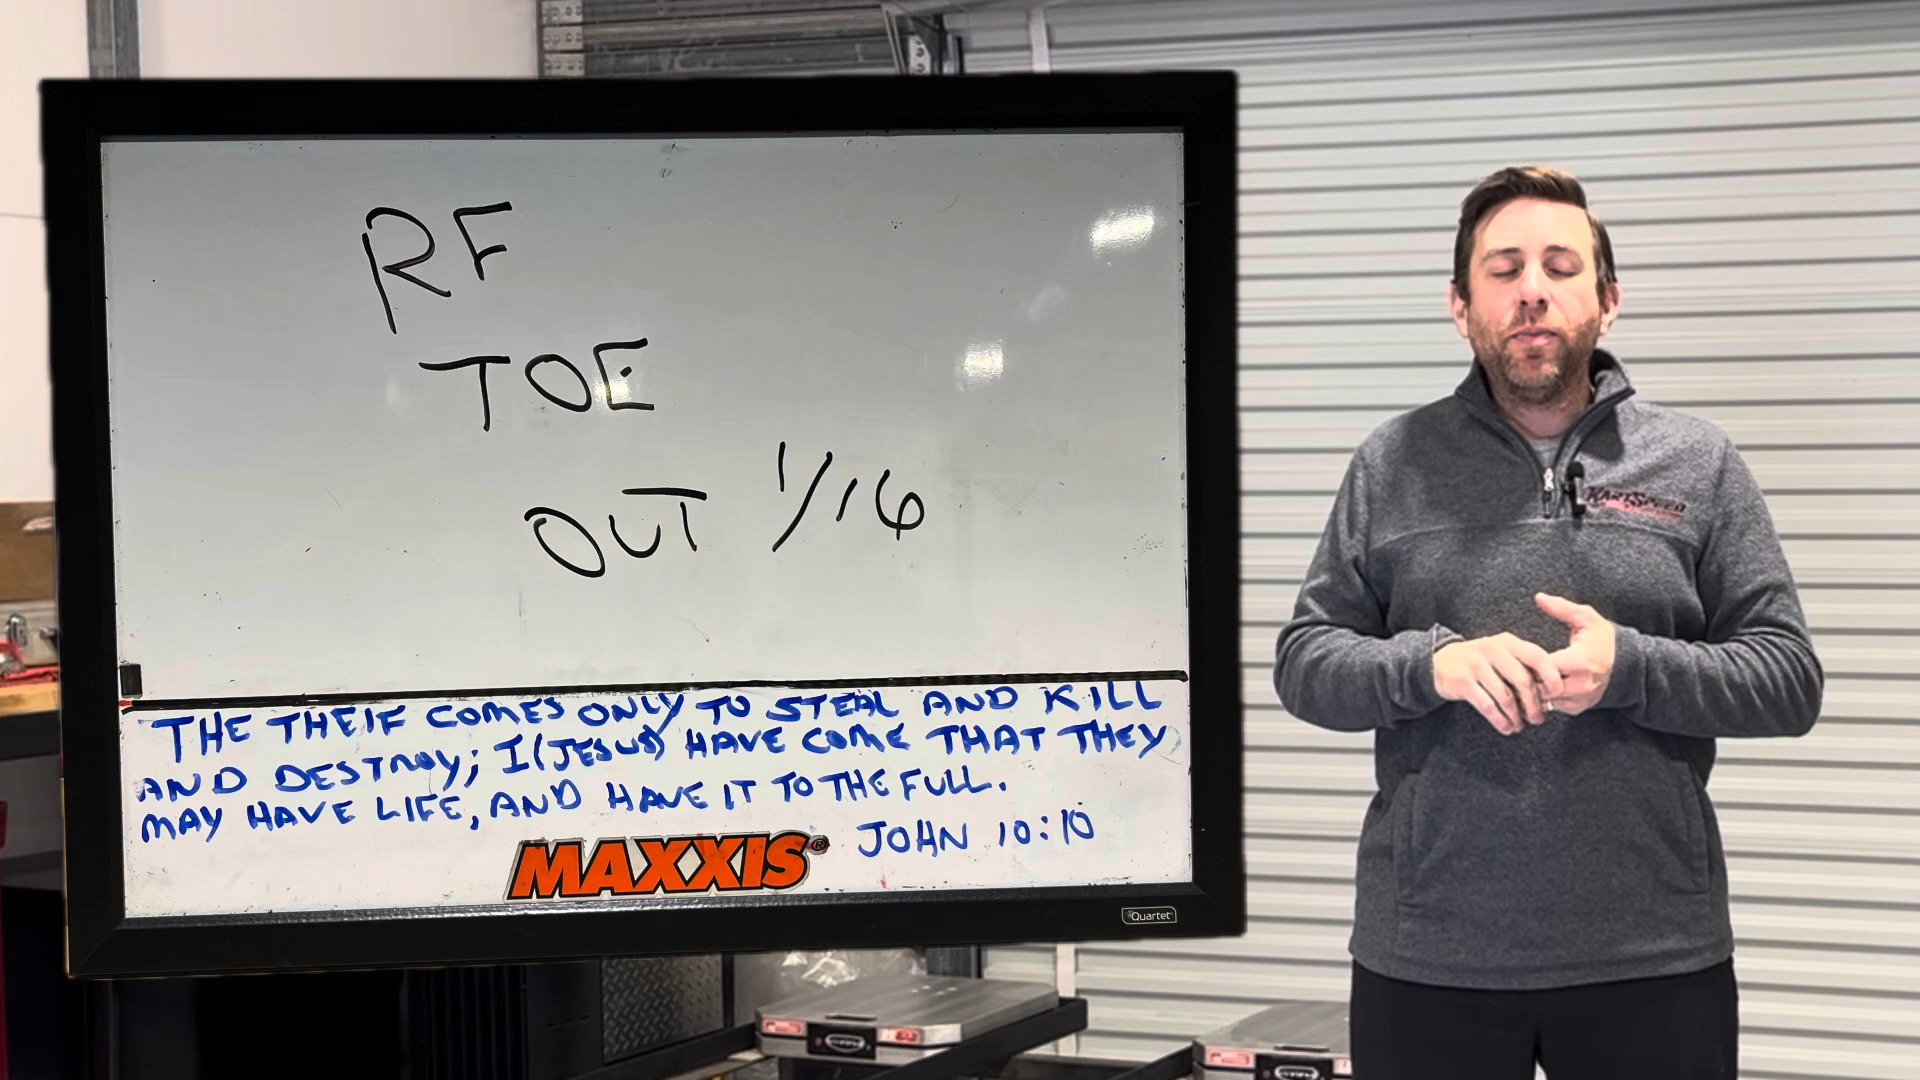 RF
TOE
OUT 1/16
THE THEIF COMES ONLY TO STEAL AND KILL
AND DESTROY; I (JESUS) HAVE COME THAT THEY
MAY HAVE LIFE, AND HAVE IT TO THE FULL.
JOHN 10:10
MAXXIS®
Quartet
KARTSPEED